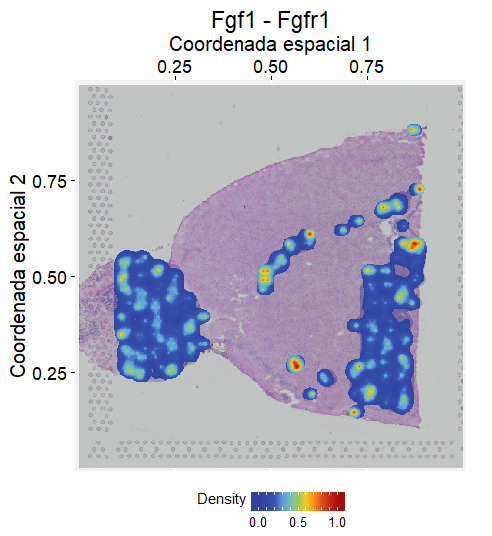 Fgf1 - Fgfr1
Coordenada espacial 1
0.25 0.50 0.75
Coordenada espacial 2
0.75
0.50
0.25
Density
0.0 0.5 1.0